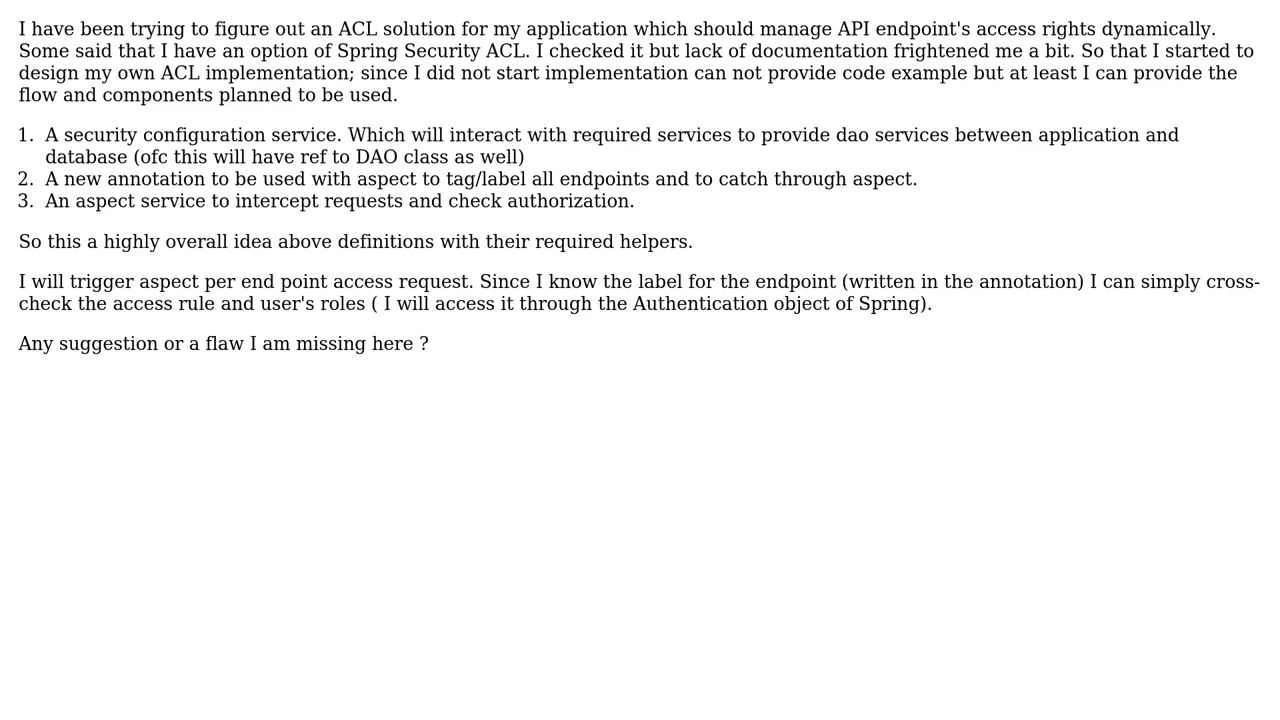 I have been trying to figure out an ACL solution for my application which should manage API endpoint's access rights dynamically.
Some said that I have an option of Spring Security ACL. I checked it but lack of documentation frightened me a bit. So that I started to
design my own ACL implementation; since I did not start implementation can not provide code example but at least I can provide the
flow and components planned to be used.
1. A security configuration service. Which will interact with required services to provide dao services between application and
database (ofc this will have ref to DAO class as well)
2. A new annotation to be used with aspect to tag/label all endpoints and to catch through aspect.
3. An aspect service to intercept requests and check authorization.
So this a highly overall idea above definitions with their required helpers.
I will trigger aspect per end point access request. Since I know the label for the endpoint (written in the annotation) I can simply cross-
check the access rule and user's roles ( I will access it through the Authentication object of Spring).
Any suggestion or a flaw I am missing here ?